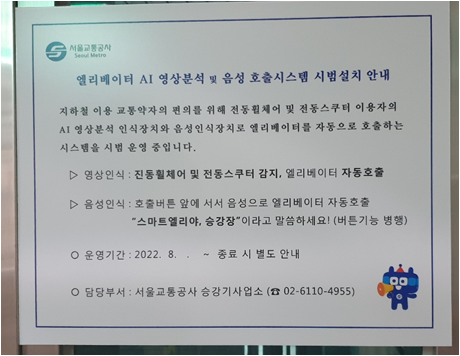 서울교통공사
Seoul Metro
엘리베이터 AI 영상분석 및 음성 호출시스템 시범설치 안내
지하철 이용 교통약자의 편의를 위해 전동휠체어 및 전동스쿠터 이용자의
AI 영상분석 인식장치와 음성인식장치로 엘리베이터를 자동으로 호출하는
시스템을 시범 운영 중입니다.
▷ 영상인식 : 진동휠체어 및 전동스쿠터 감지, 엘리베이터 자동호출
▷ 음성인식 : 호출버튼 앞에 서서 음성으로 엘리베이터 자동호출
“스마트엘리야, 승강장”이라고 말씀하세요! (버튼기능 병행)
○ 운영기간 : 2022. 8. . ~ 종료 시 별도 안내
○ 담당부서 : 서울교통공사 승강기사업소 (☎ 02-6110-4955)